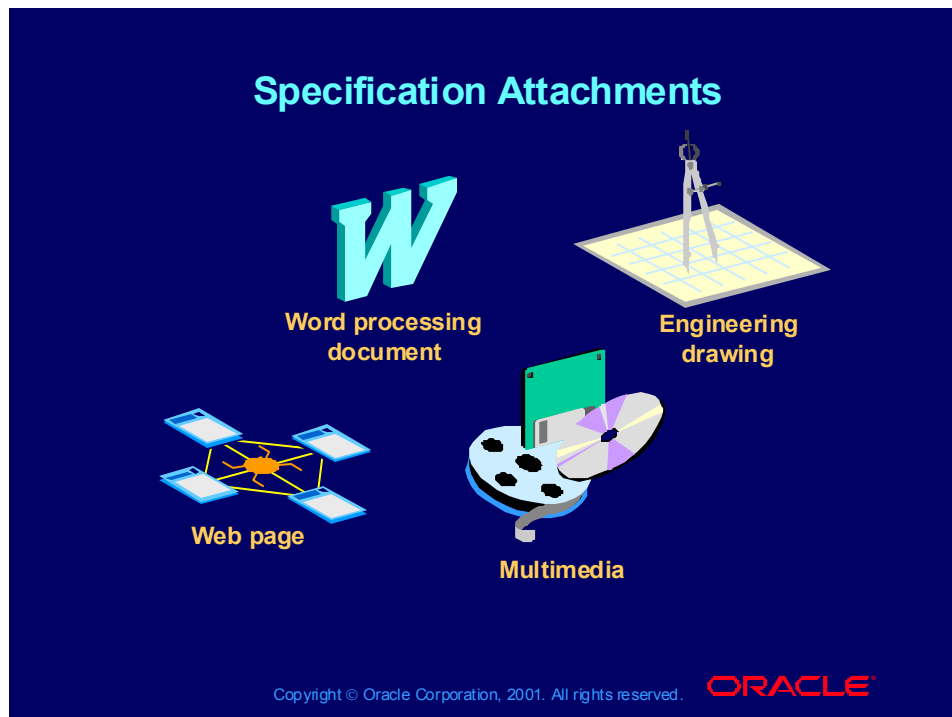 Specification Attachments
W
Word processing
document
Engineering
drawing
Web page
Multimedia
Copyright © Oracle Corporation, 2001. All rights reserved.
ORACLE®